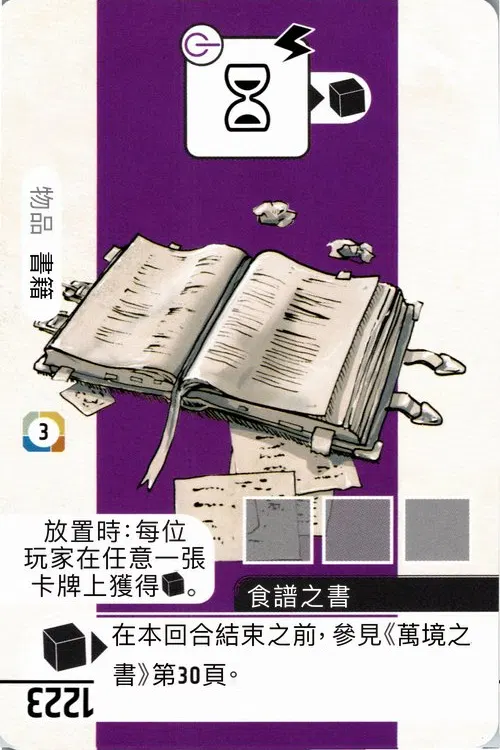 物品 書籍
3
放置時：每位
玩家在任意一張
卡牌上獲得。
食譜之書
在本回合結束之前，參見《萬境之
書》第30頁。
1223